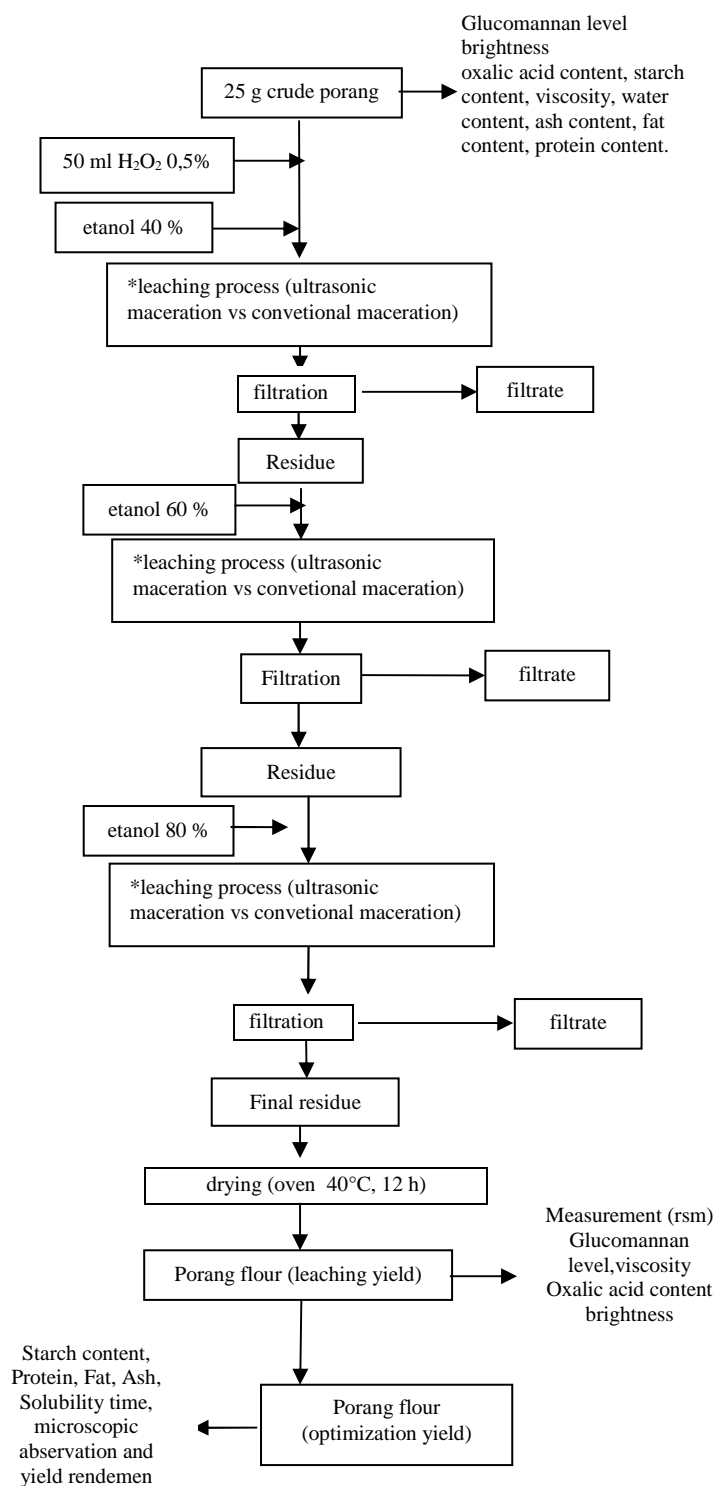 Glucomannan level
brightness
oxalic acid content, starch
content, viscosity, water
content, ash content, fat
content, protein content.
25 g crude porang
50 ml H₂O₂ 0,5%
etanol 40 %
*leaching process (ultrasonic
maceration vs convetional maceration)
filtration
filtrate
Residue
etanol 60 %
*leaching process (ultrasonic
maceration vs convetional maceration)
Filtration
filtrate
Residue
etanol 80 %
*leaching process (ultrasonic
maceration vs convetional maceration)
filtration
filtrate
Final residue
drying (oven 40°C, 12 h)
Porang flour (leaching yield)
Measurement (rsm)
Glucomannan
level,viscosity
Oxalic acid content
brightness
Starch content,
Protein, Fat, Ash,
Solubility time,
microscopic
abservation and
yield rendemen
Porang flour
(optimization yield)